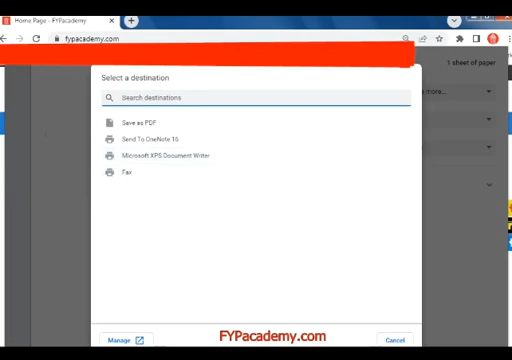 Home Page - FYPacademy
fypacademy.com
1 sheet of paper
Select a destination
Search destinations
more...
Save as PDF
Send To OneNote 16
Microsoft XPS Document Writer
Fax
FYPacademy.com
Manage
Cancel